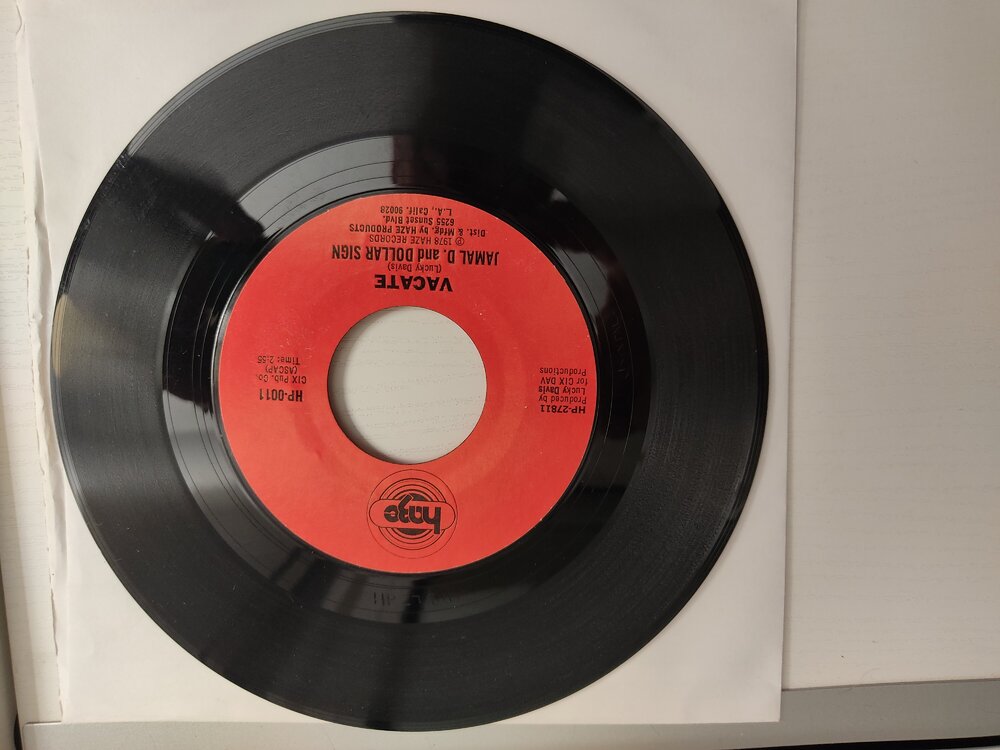 haze
HP-27811
Produced by
Lucky Davis
for CIX DAV
Productions
HP-0011
CIX Pub. Co.
(ASCAP)
Time: 2:55
VACATE
(Lucky Davis)
JAMAL D. and DOLLAR SIGN
℗ 1978 HAZE RECORDS
Dist. & Mfg. by HAZE PRODUCTS
6255 Sunset Blvd.
L.A., Calif. 90028